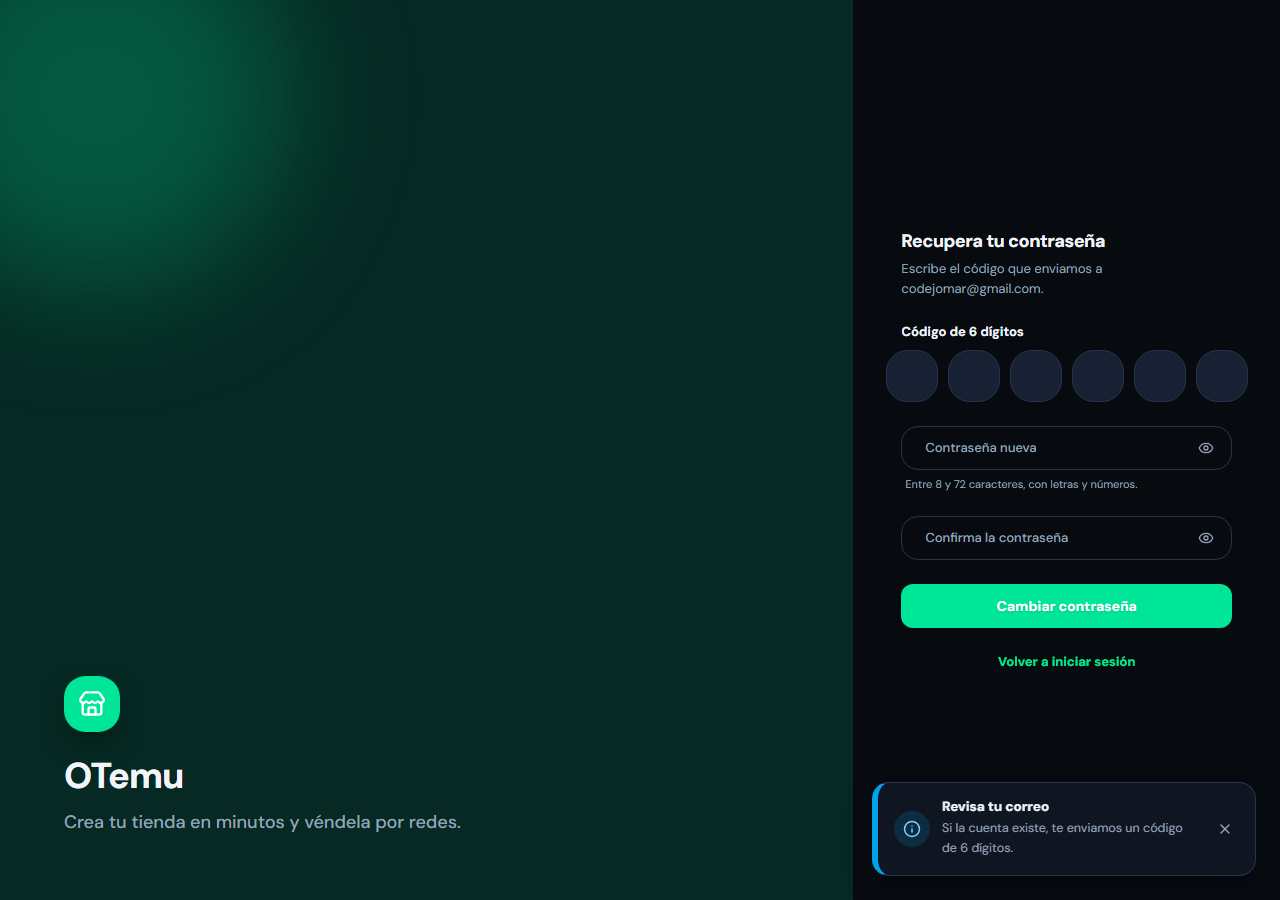 Recupera tu contraseña
Escribe el código que enviamos a
codejomar@gmail.com.
Código de 6 dígitos
Contraseña nueva
Entre 8 y 72 caracteres, con letras y números.
Confirma la contraseña
Cambiar contraseña
Volver a iniciar sesión
OTemu
Crea tu tienda en minutos y véndela por redes.
Revisa tu correo
Si la cuenta existe, te enviamos un código
de 6 dígitos.